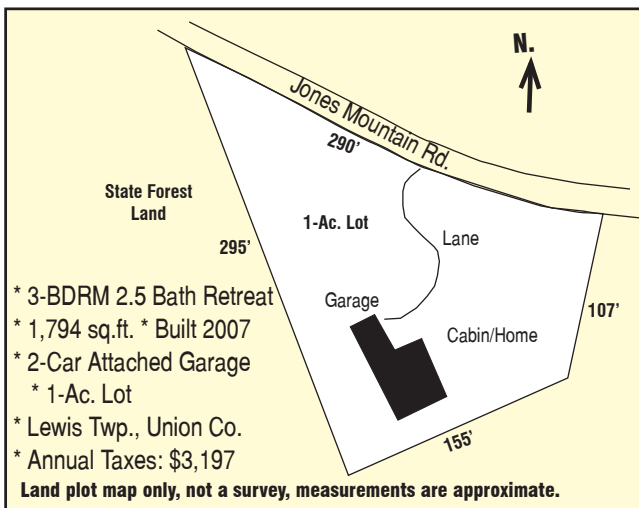 N.
Jones Mountain Rd.
290'
State Forest
Land
1-Ac. Lot
295'
Lane
* 3-BDRM 2.5 Bath Retreat
Garage
107'
* 1,794 sq.ft. * Built 2007
Cabin/Home
* 2-Car Attached Garage
* 1-Ac. Lot
* Lewis Twp., Union Co.
155'
* Annual Taxes: $3,197
Land plot map only, not a survey, measurements are approximate.